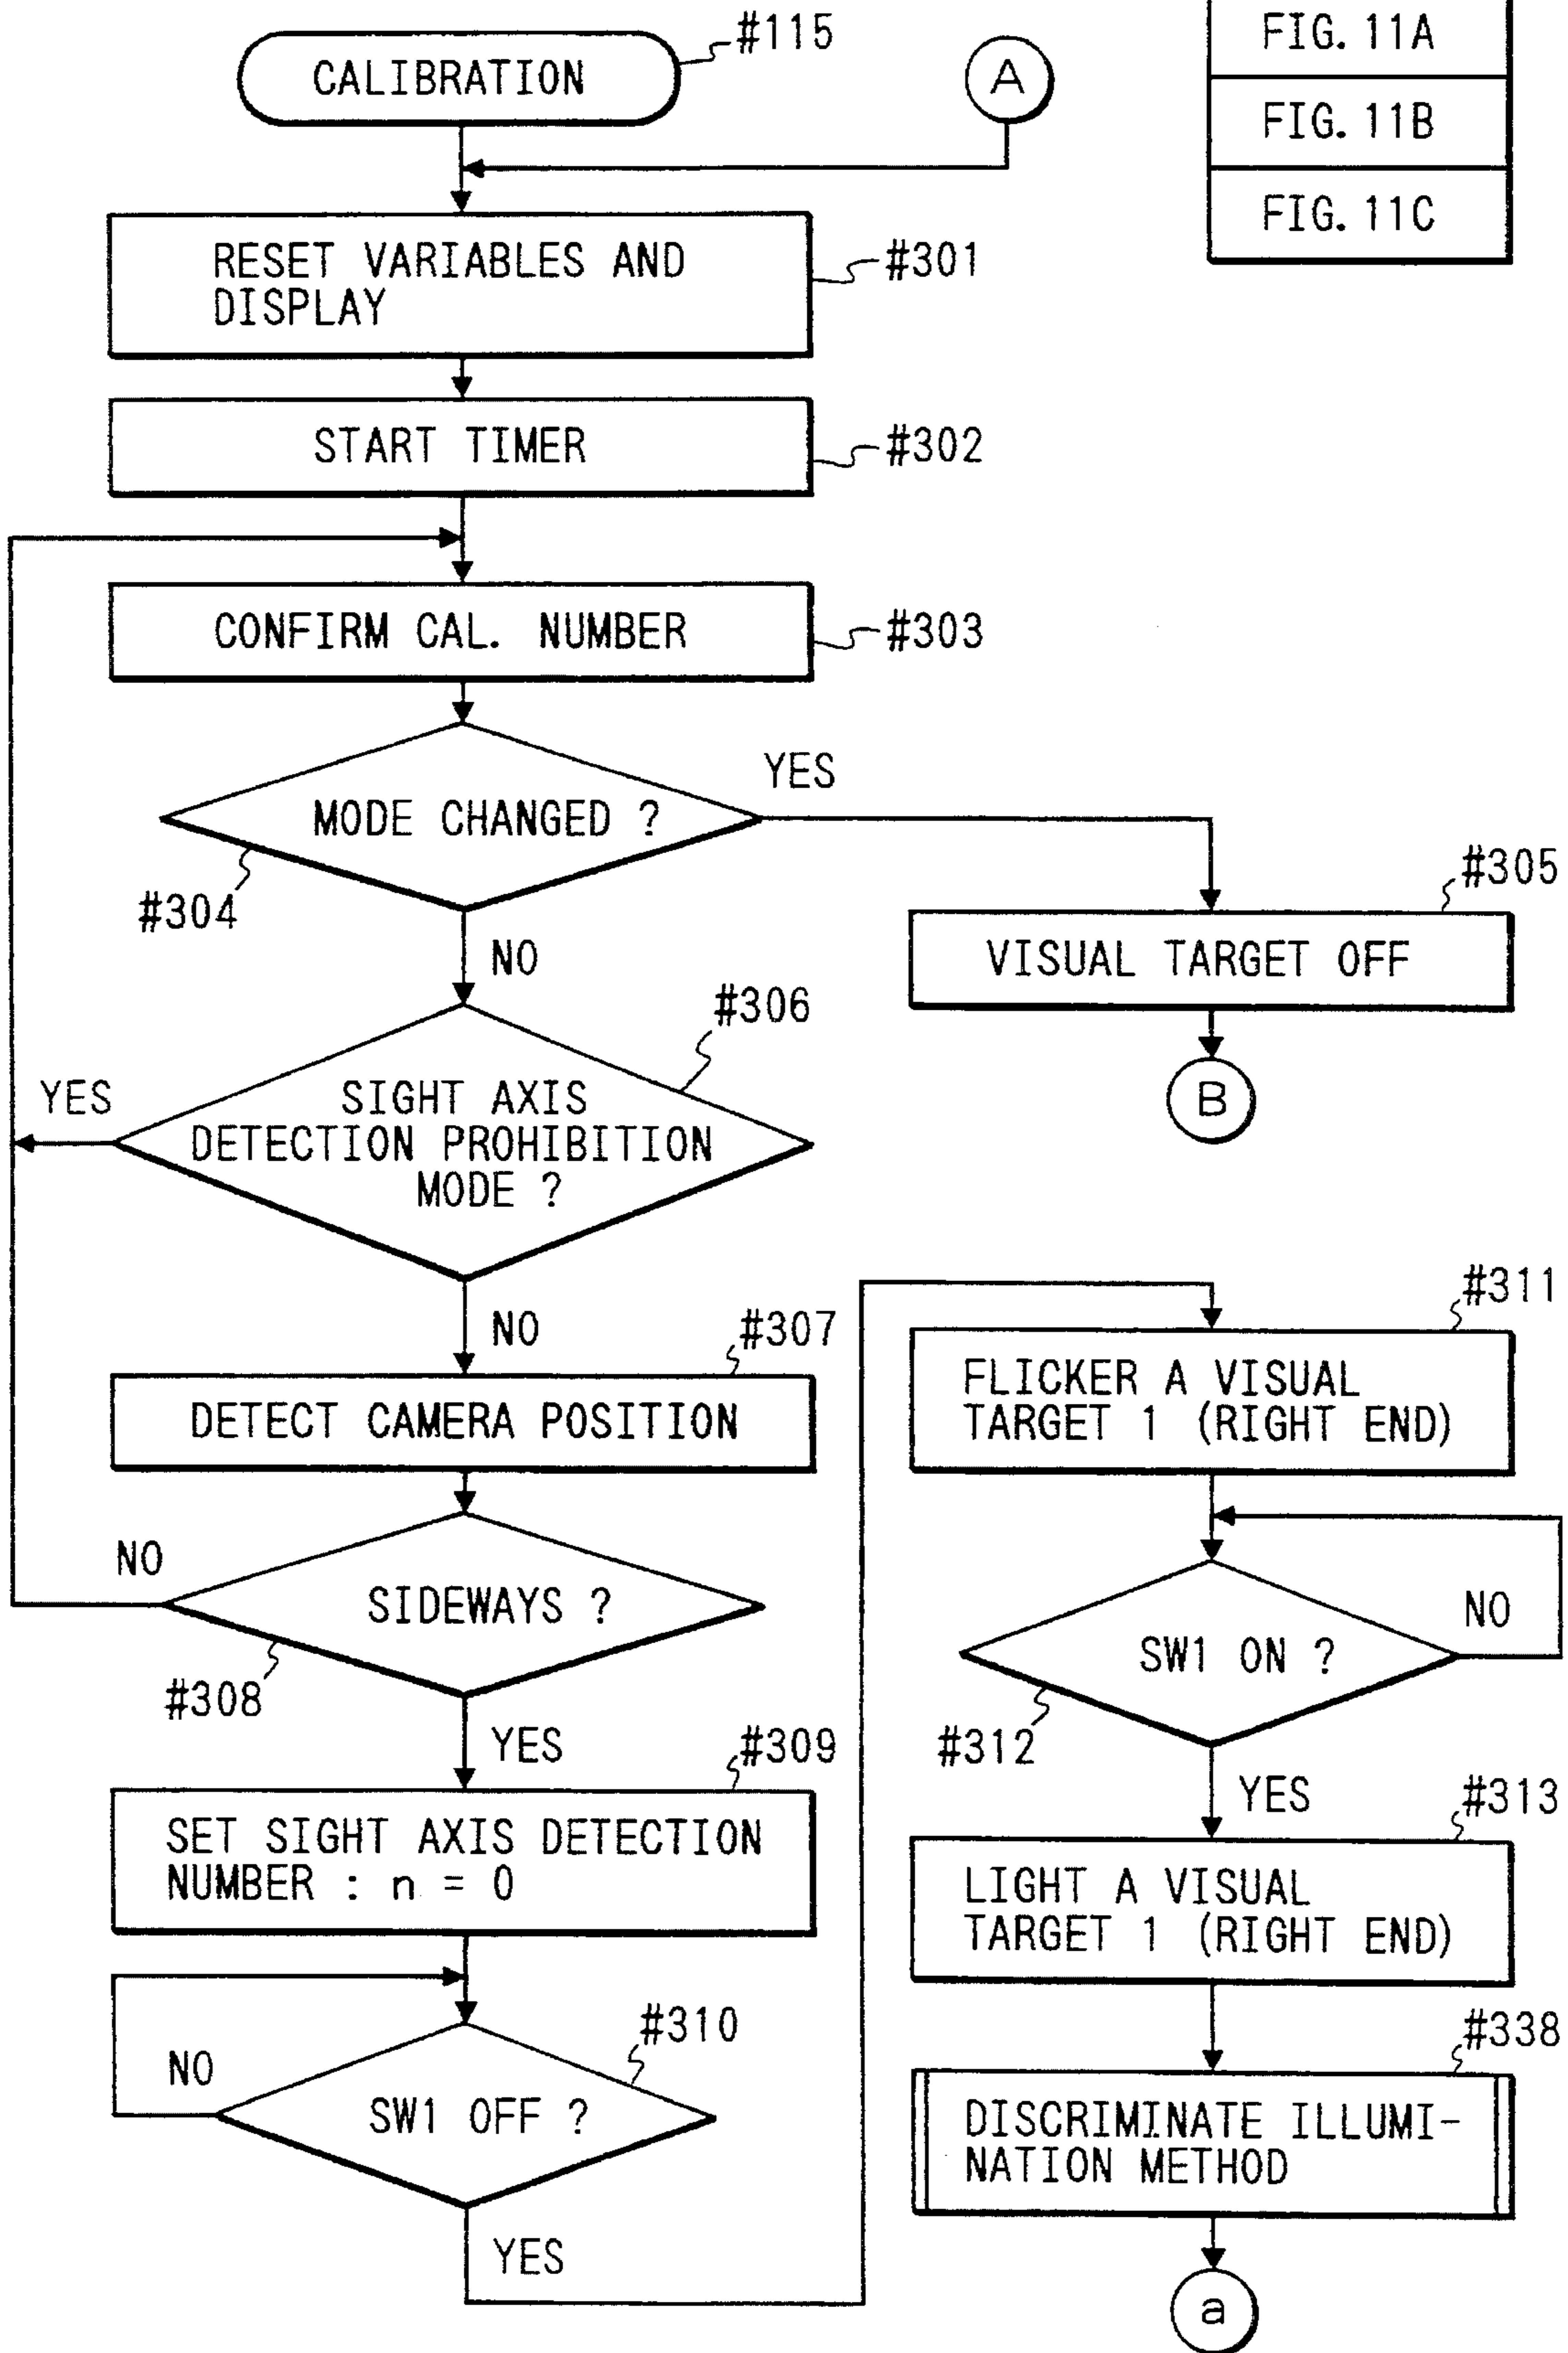 CALIBRATION
#115
A
FIG. 11A
FIG. 11B
FIG. 11C
RESET VARIABLES AND
DISPLAY
#301
START TIMER
#302
CONFIRM CAL. NUMBER
#303
MODE CHANGED ?
YES
#304
NO
#305
VISUAL TARGET OFF
B
#306
YES
SIGHT AXIS
DETECTION PROHIBITION
MODE ?
NO
#307
DETECT CAMERA POSITION
NO
SIDEWAYS ?
#308
YES
#309
SET SIGHT AXIS DETECTION
NUMBER : n = 0
#310
NO
SW1 OFF ?
YES
#311
FLICKER A VISUAL
TARGET 1 (RIGHT END)
SW1 ON ?
NO
#312
YES
#313
LIGHT A VISUAL
TARGET 1 (RIGHT END)
#338
DISCRIMINATE ILLUMI-
NATION METHOD
a